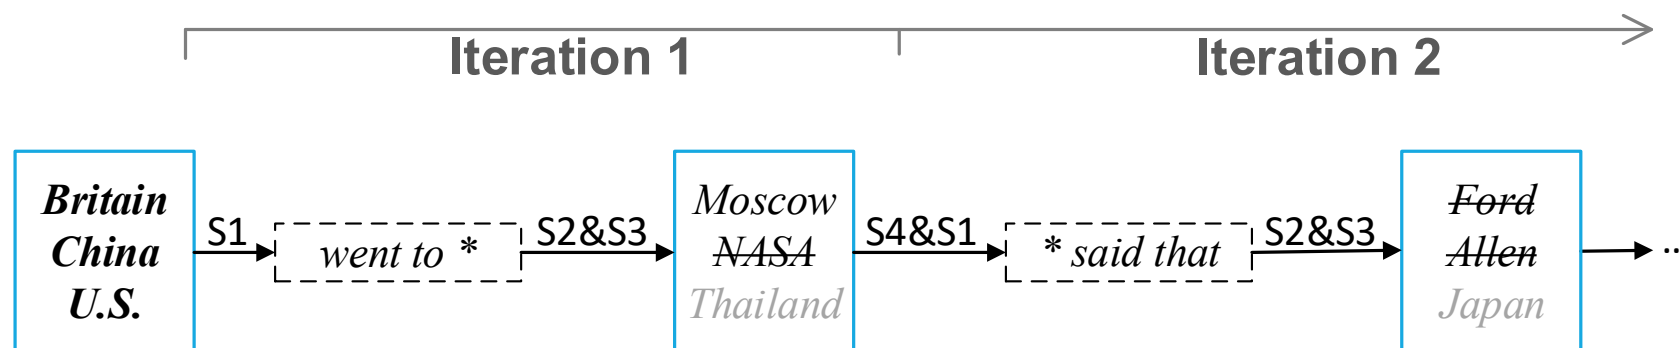 Iteration 1
Iteration 2
Britain
China
U.S.
S1
went to *
S2&S3
Moscow
NASA
Thailand
S4&S1
* said that
S2&S3
Ford
Allen
Japan
..